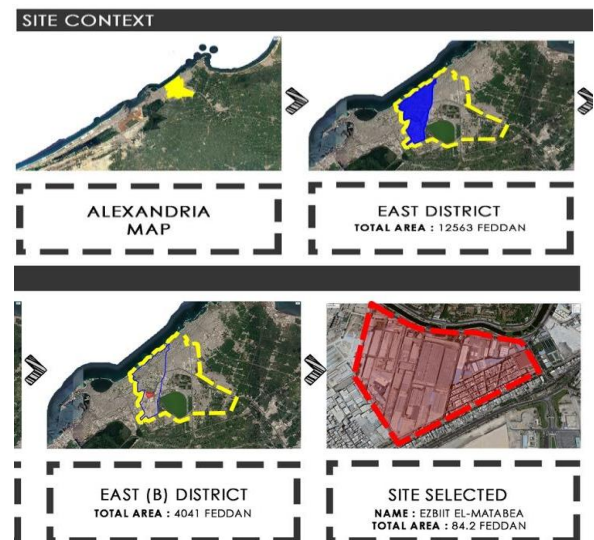 SITE CONTEXT
ALEXANDRIA
MAP
EAST DISTRICT
TOTAL AREA : 12563 FEDDAN
EAST (B) DISTRICT
TOTAL AREA : 4041 FEDDAN
SITE SELECTED
NAME : EZBIIT EL-MATABEA
TOTAL AREA : 84.2 FEDDAN